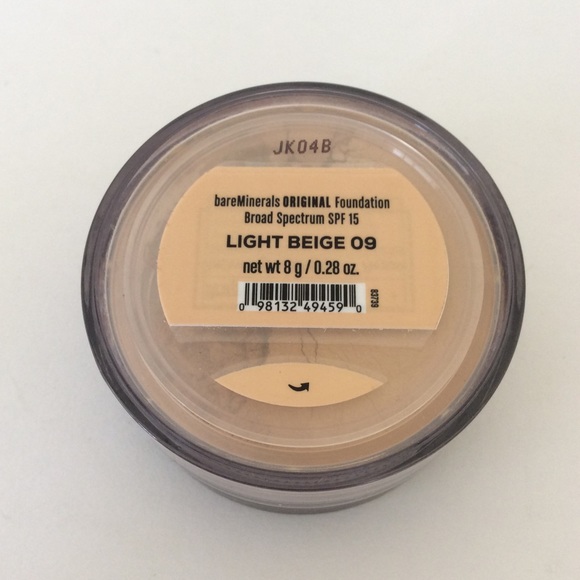 JK04B
bareMinerals ORIGINAL Foundation
Broad Spectrum SPF 15
LIGHT BEIGE 09
net wt 8 g / 0.28 oz.
83739
0 98132 49459 0